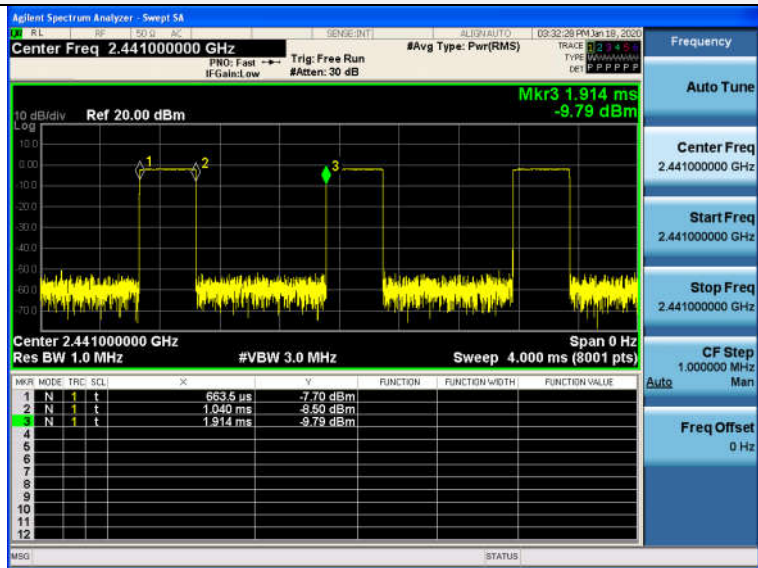 Agilent Spectrum Analyzer - Swept SA
RL RF 50 Ω AC SENSE:INT ALIGNAUTO 03:32:28 PM Jan 18, 2020
Center Freq 2.441000000 GHz #Avg Type: Pwr(RMS) TRACE 1 2 3 4 5 6
PNO: Fast Trig: Free Run TYPE
IFGain:Low #Atten: 30 dB DET P P P P P P
Mkr3 1.914 ms
10 dB/div Ref 20.00 dBm -9.79 dBm
Log
10.0
0.00
-10.0
-20.0
-30.0
-40.0
-50.0
-60.0
-70.0
1 2 3
Center 2.441000000 GHz Span 0 Hz
Res BW 1.0 MHz #VBW 3.0 MHz Sweep 4.000 ms (8001 pts)
MKR MODE TRC SCL X Y FUNCTION FUNCTION WIDTH FUNCTION VALUE
1 N 1 t 663.5 µs -7.70 dBm
2 N 1 t 1.040 ms -8.50 dBm
3 N 1 t 1.914 ms -9.79 dBm
4
5
6
7
8
9
10
11
12
MSG STATUS
Frequency
Auto Tune
Center Freq
2.441000000 GHz
Start Freq
2.441000000 GHz
Stop Freq
2.441000000 GHz
CF Step
1.000000 MHz
Auto Man
Freq Offset
0 Hz